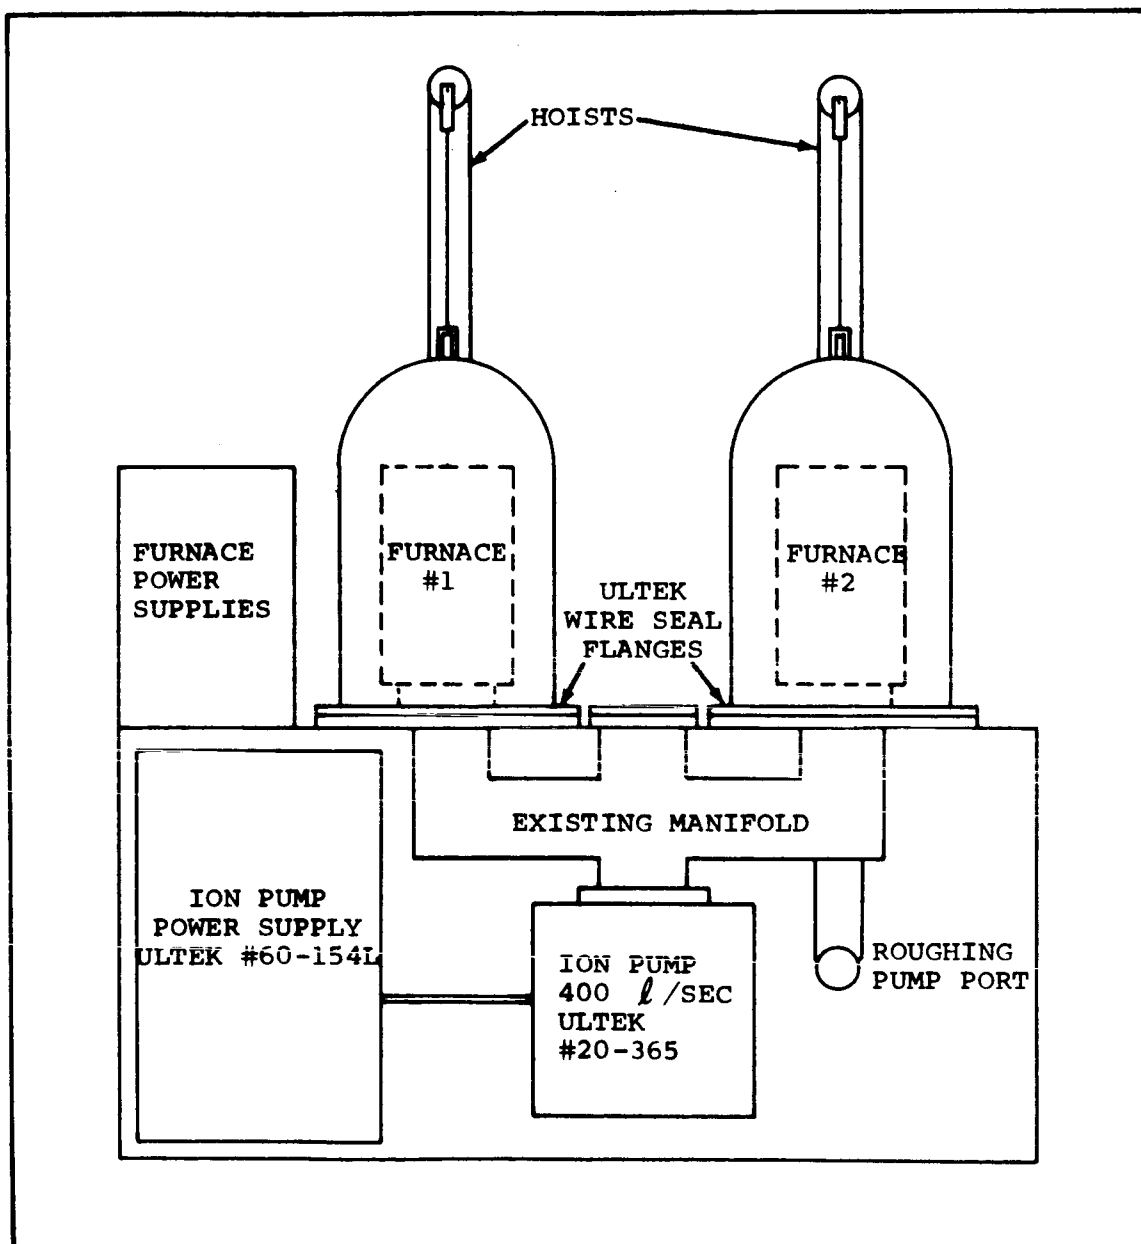 HOISTS
FURNACE
POWER
SUPPLIES
FURNACE
#1
FURNACE
#2
ULTEK
WIRE SEAL
FLANGES
EXISTING MANIFOLD
ION PUMP
POWER SUPPLY
ULTEK #60-154L
ION PUMP
400 ℓ/SEC
ULTEK
#20-365
ROUGHING
PUMP PORT